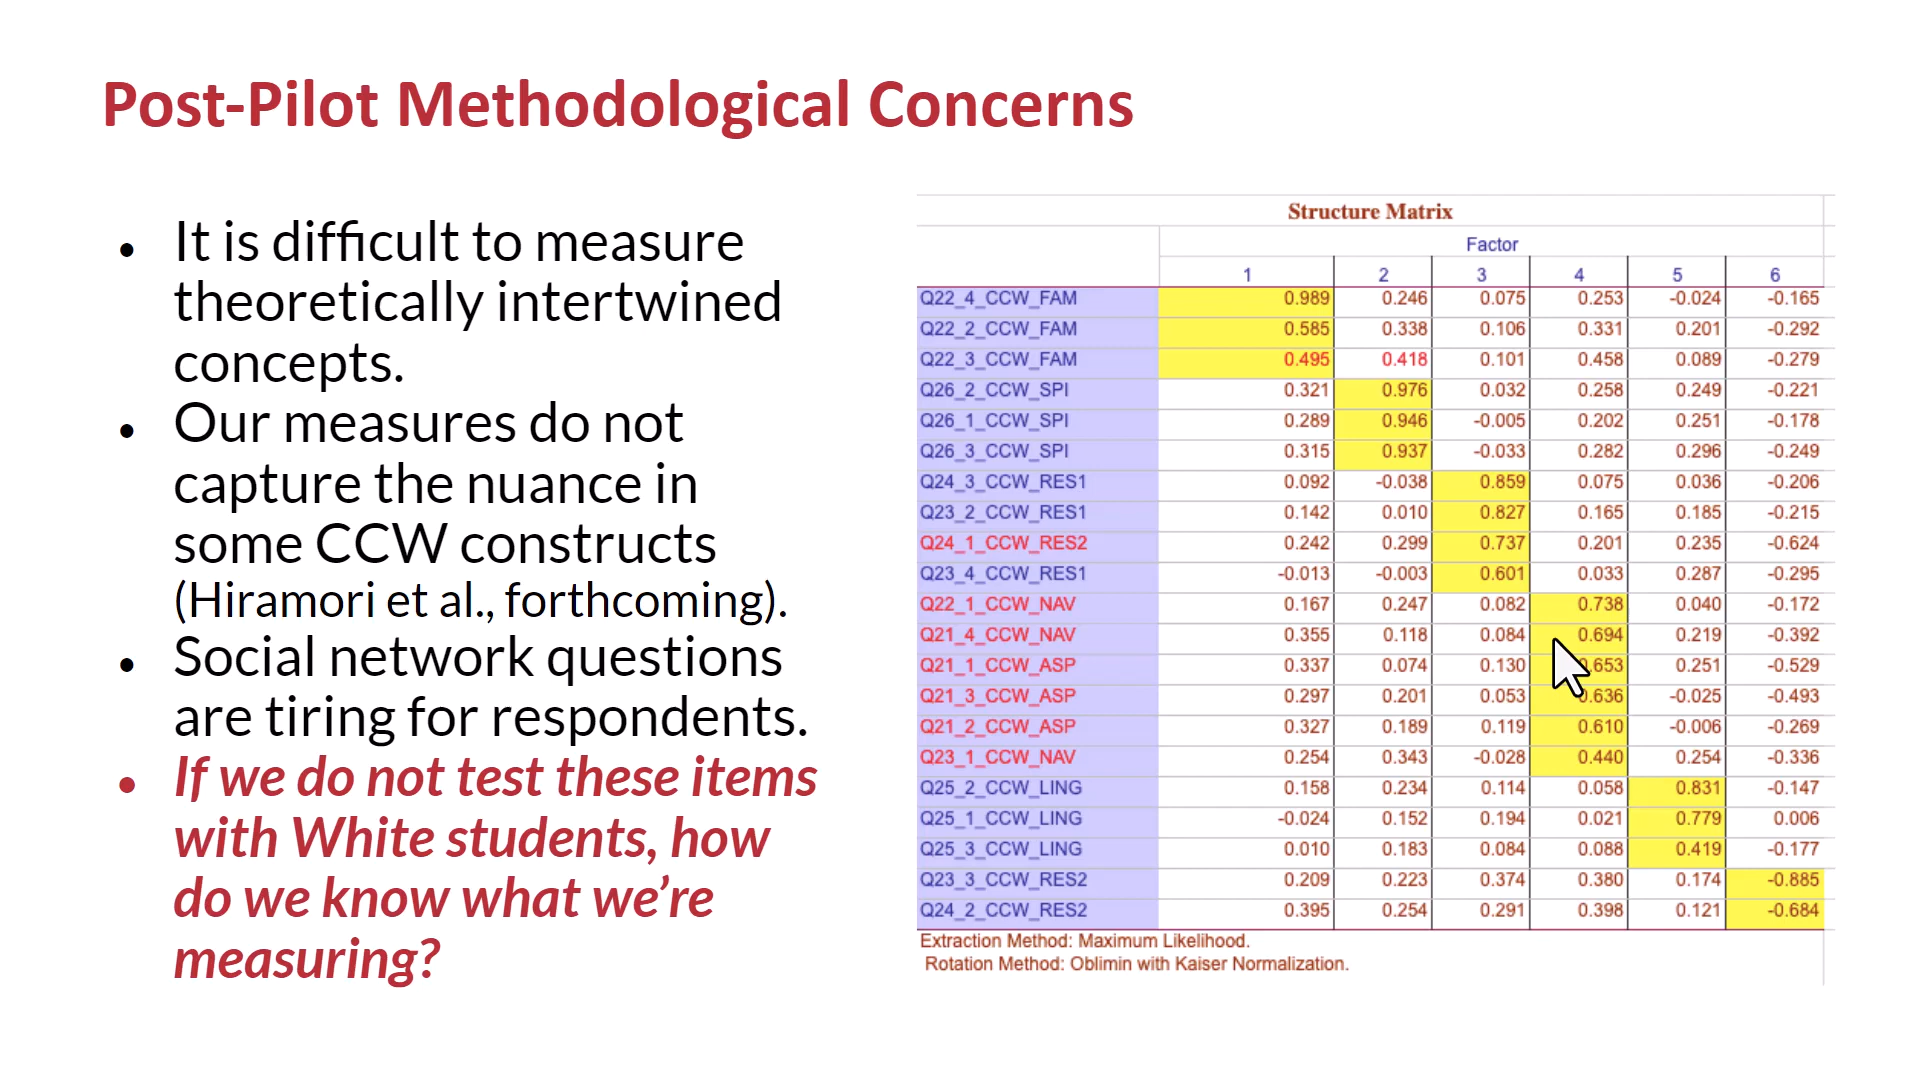 Post-Pilot Methodological Concerns
• It is difficult to measure
theoretically intertwined
concepts.
• Our measures do not
capture the nuance in
some CCW constructs
(Hiramori et al., forthcoming).
• Social network questions
are tiring for respondents.
• If we do not test these items
with White students, how
do we know what we’re
measuring?
Structure Matrix
Factor
1 2 3 4 5 6
Q22_4_CCW_FAM 0.989 0.246 0.075 0.253 -0.024 -0.165
Q22_2_CCW_FAM 0.585 0.338 0.106 0.331 0.201 -0.292
Q22_3_CCW_FAM 0.495 0.418 0.101 0.458 0.089 -0.279
Q26_2_CCW_SPI 0.321 0.976 0.032 0.258 0.249 -0.221
Q26_1_CCW_SPI 0.289 0.946 -0.005 0.202 0.251 -0.178
Q26_3_CCW_SPI 0.315 0.937 -0.033 0.282 0.296 -0.249
Q24_3_CCW_RES1 0.092 -0.038 0.859 0.075 0.036 -0.206
Q23_2_CCW_RES1 0.142 0.010 0.827 0.165 0.185 -0.215
Q24_1_CCW_RES2 0.242 0.299 0.737 0.201 0.235 -0.624
Q23_4_CCW_RES1 -0.013 -0.003 0.601 0.033 0.287 -0.295
Q22_1_CCW_NAV 0.167 0.247 0.082 0.738 0.040 -0.172
Q21_4_CCW_NAV 0.355 0.118 0.084 0.694 0.219 -0.392
Q21_1_CCW_ASP 0.337 0.074 0.130 0.653 0.251 -0.529
Q21_3_CCW_ASP 0.297 0.201 0.053 0.636 -0.025 -0.493
Q21_2_CCW_ASP 0.327 0.189 0.119 0.610 -0.006 -0.269
Q23_1_CCW_NAV 0.254 0.343 -0.028 0.440 0.254 -0.336
Q25_2_CCW_LING 0.158 0.234 0.114 0.058 0.831 -0.147
Q25_1_CCW_LING -0.024 0.152 0.194 0.021 0.779 0.006
Q25_3_CCW_LING 0.010 0.183 0.084 0.088 0.419 -0.177
Q23_3_CCW_RES2 0.209 0.223 0.374 0.380 0.174 -0.885
Q24_2_CCW_RES2 0.395 0.254 0.291 0.398 0.121 -0.684
Extraction Method: Maximum Likelihood.
Rotation Method: Oblimin with Kaiser Normalization.